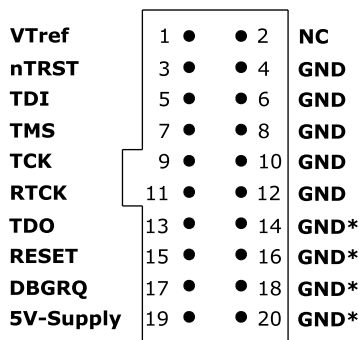 VTref 1 2 NC
nTRST 3 4 GND
TDI 5 6 GND
TMS 7 8 GND
TCK 9 10 GND
RTCK 11 12 GND
TDO 13 14 GND*
RESET 15 16 GND*
DBGRQ 17 18 GND*
5V-Supply 19 20 GND*